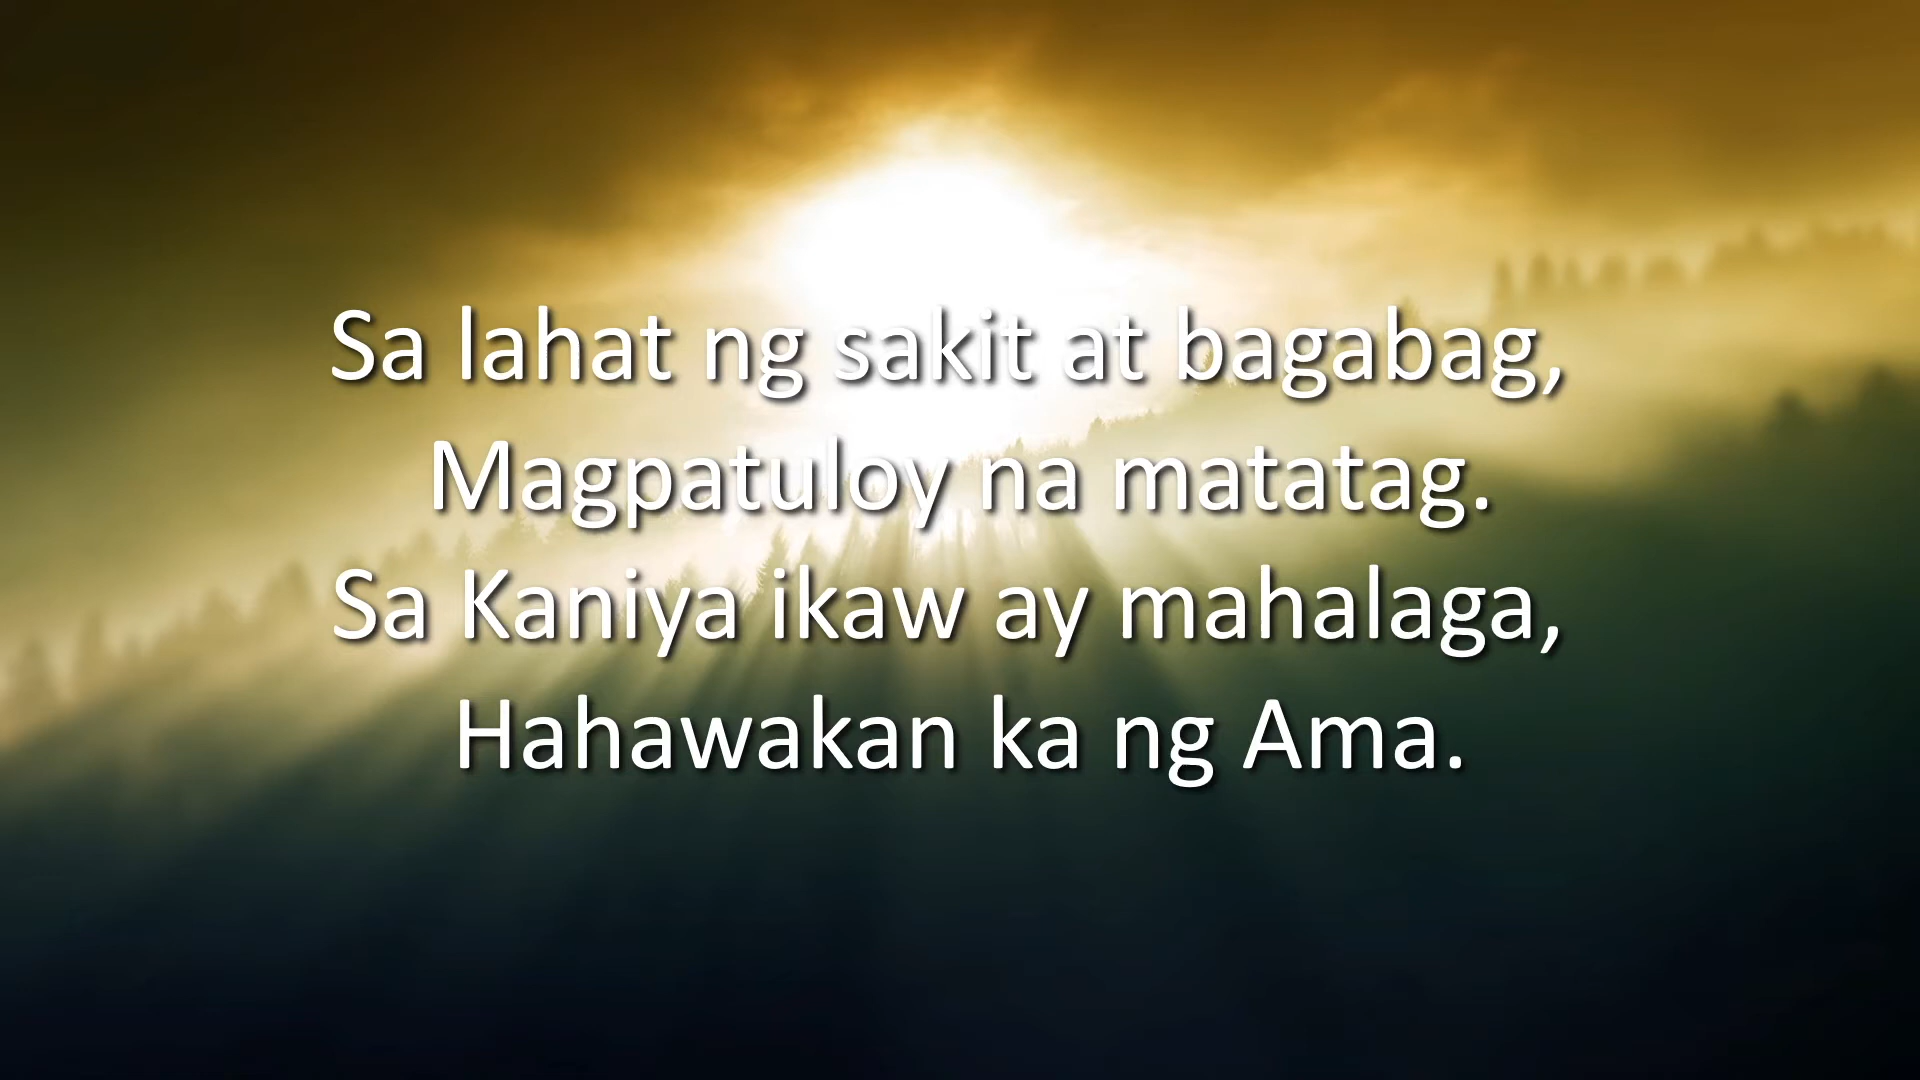 Sa lahat ng sakit at bagabag,
Magpatuloy na matatag.
Sa Kaniya ikaw ay mahalaga,
Hahawakan ka ng Ama.